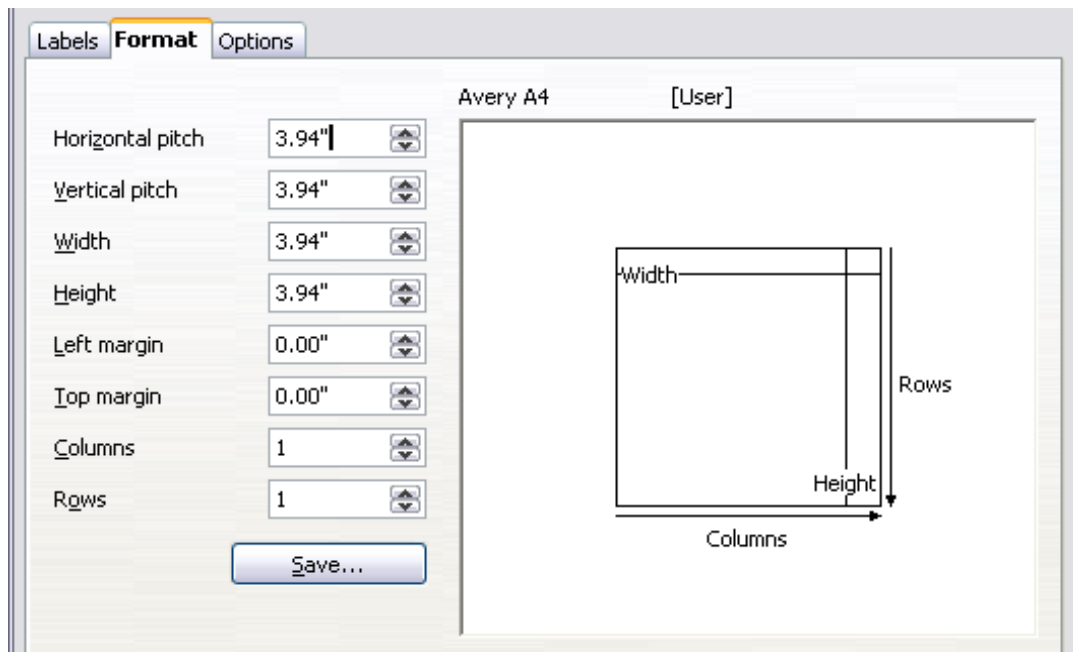 Labels Format Options
Avery A4 [User]
Horizontal pitch 3.94"
Vertical pitch 3.94"
Width 3.94"
Height 3.94"
Left margin 0.00"
Top margin 0.00"
Columns 1
Rows 1
Save...
Width
Rows
Height
Columns